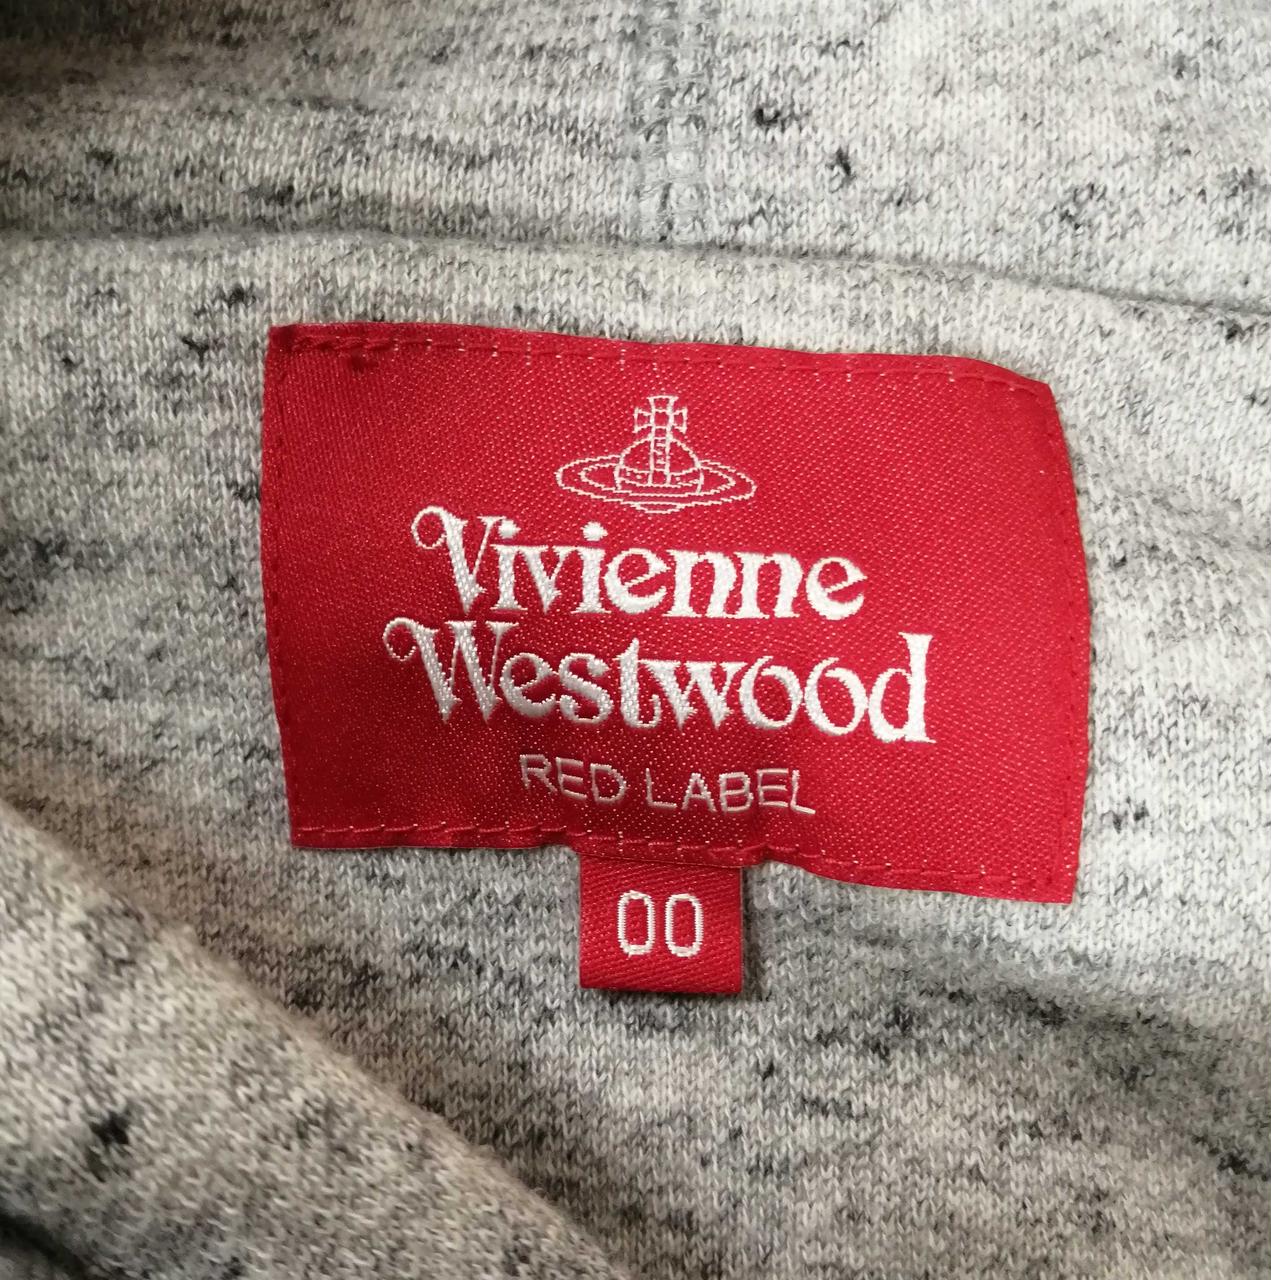 Vivienne
Westwood
RED LABEL
00